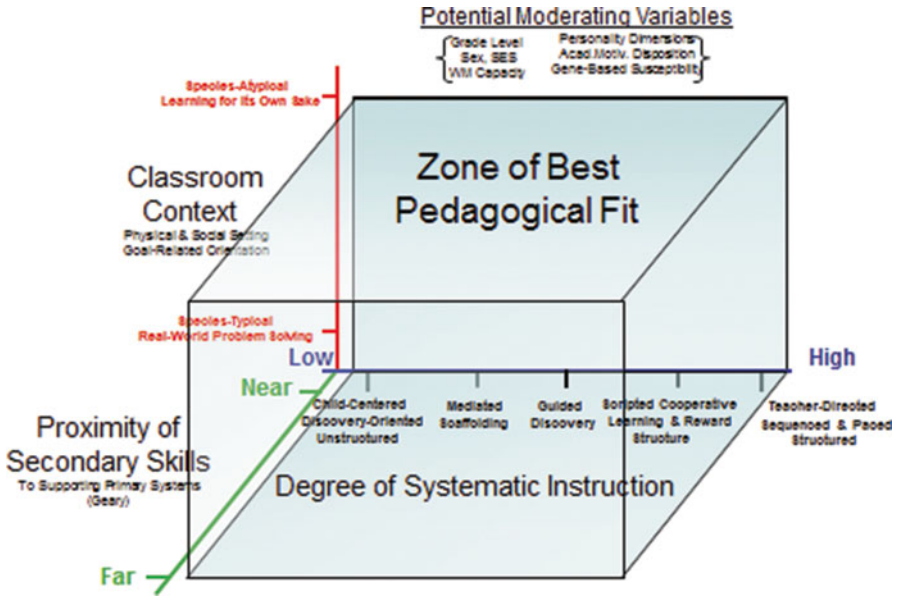 Potential Moderating Variables
Grade Level
Sex, SES
WM Capacity
Personality Dimensions
Acad.Motiv. Disposition
Gene-Based Susceptibility
Species-Atypical
Learning for Its Own Sake
Zone of Best
Pedagogical Fit
Classroom
Context
Physical & Social Setting
Goal-Related Orientation
Species-Typical
Real-World Problem Solving
Low
High
Near
Child-Centered
Discovery-Oriented
Unstructured
Mediated
Scaffolding
Guided
Discovery
Scripted Cooperative
Learning & Reward
Structure
Teacher-Directed
Sequenced & Paced
Structured
Proximity of
Secondary Skills
To Supporting Primary Systems
(Geary)
Degree of Systematic Instruction
Far